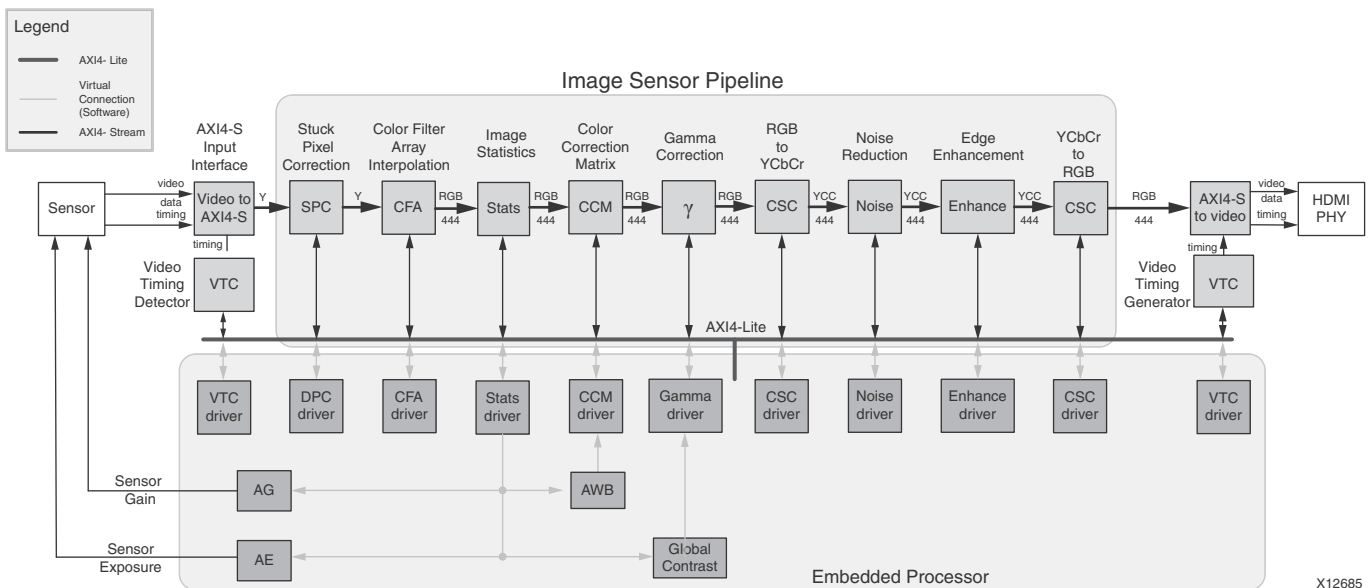 Legend
AXI4- Lite
Virtual
Connection
(Software)
AXI4- Stream
Image Sensor Pipeline
AXI4-S
Input
Interface
Stuck
Pixel
Correction
Color Filter
Array
Interpolation
Image
Statistics
Color
Correction
Matrix
Gamma
Correction
RGB
to
YCbCr
Noise
Reduction
Edge
Enhancement
YCbCr
to
RGB
Sensor
video
data
timing
Video to
AXI4-S
Y
SPC
Y
CFA
RGB
444
Stats
RGB
444
CCM
RGB
444
γ
RGB
444
CSC
YCC
444
Noise
YCC
444
Enhance
YCC
444
CSC
RGB
444
AXI4-S
to video
video
data
timing
HDMI
PHY
timing
Video
Timing
Detector
VTC
timing
Video
Timing
Generator
VTC
AXI4-Lite
VTC
driver
DPC
driver
CFA
driver
Stats
driver
CCM
driver
Gamma
driver
CSC
driver
Noise
driver
Enhance
driver
CSC
driver
VTC
driver
Sensor
Gain
AG
AWB
Sensor
Exposure
AE
Global
Contrast
Embedded Processor
X12685